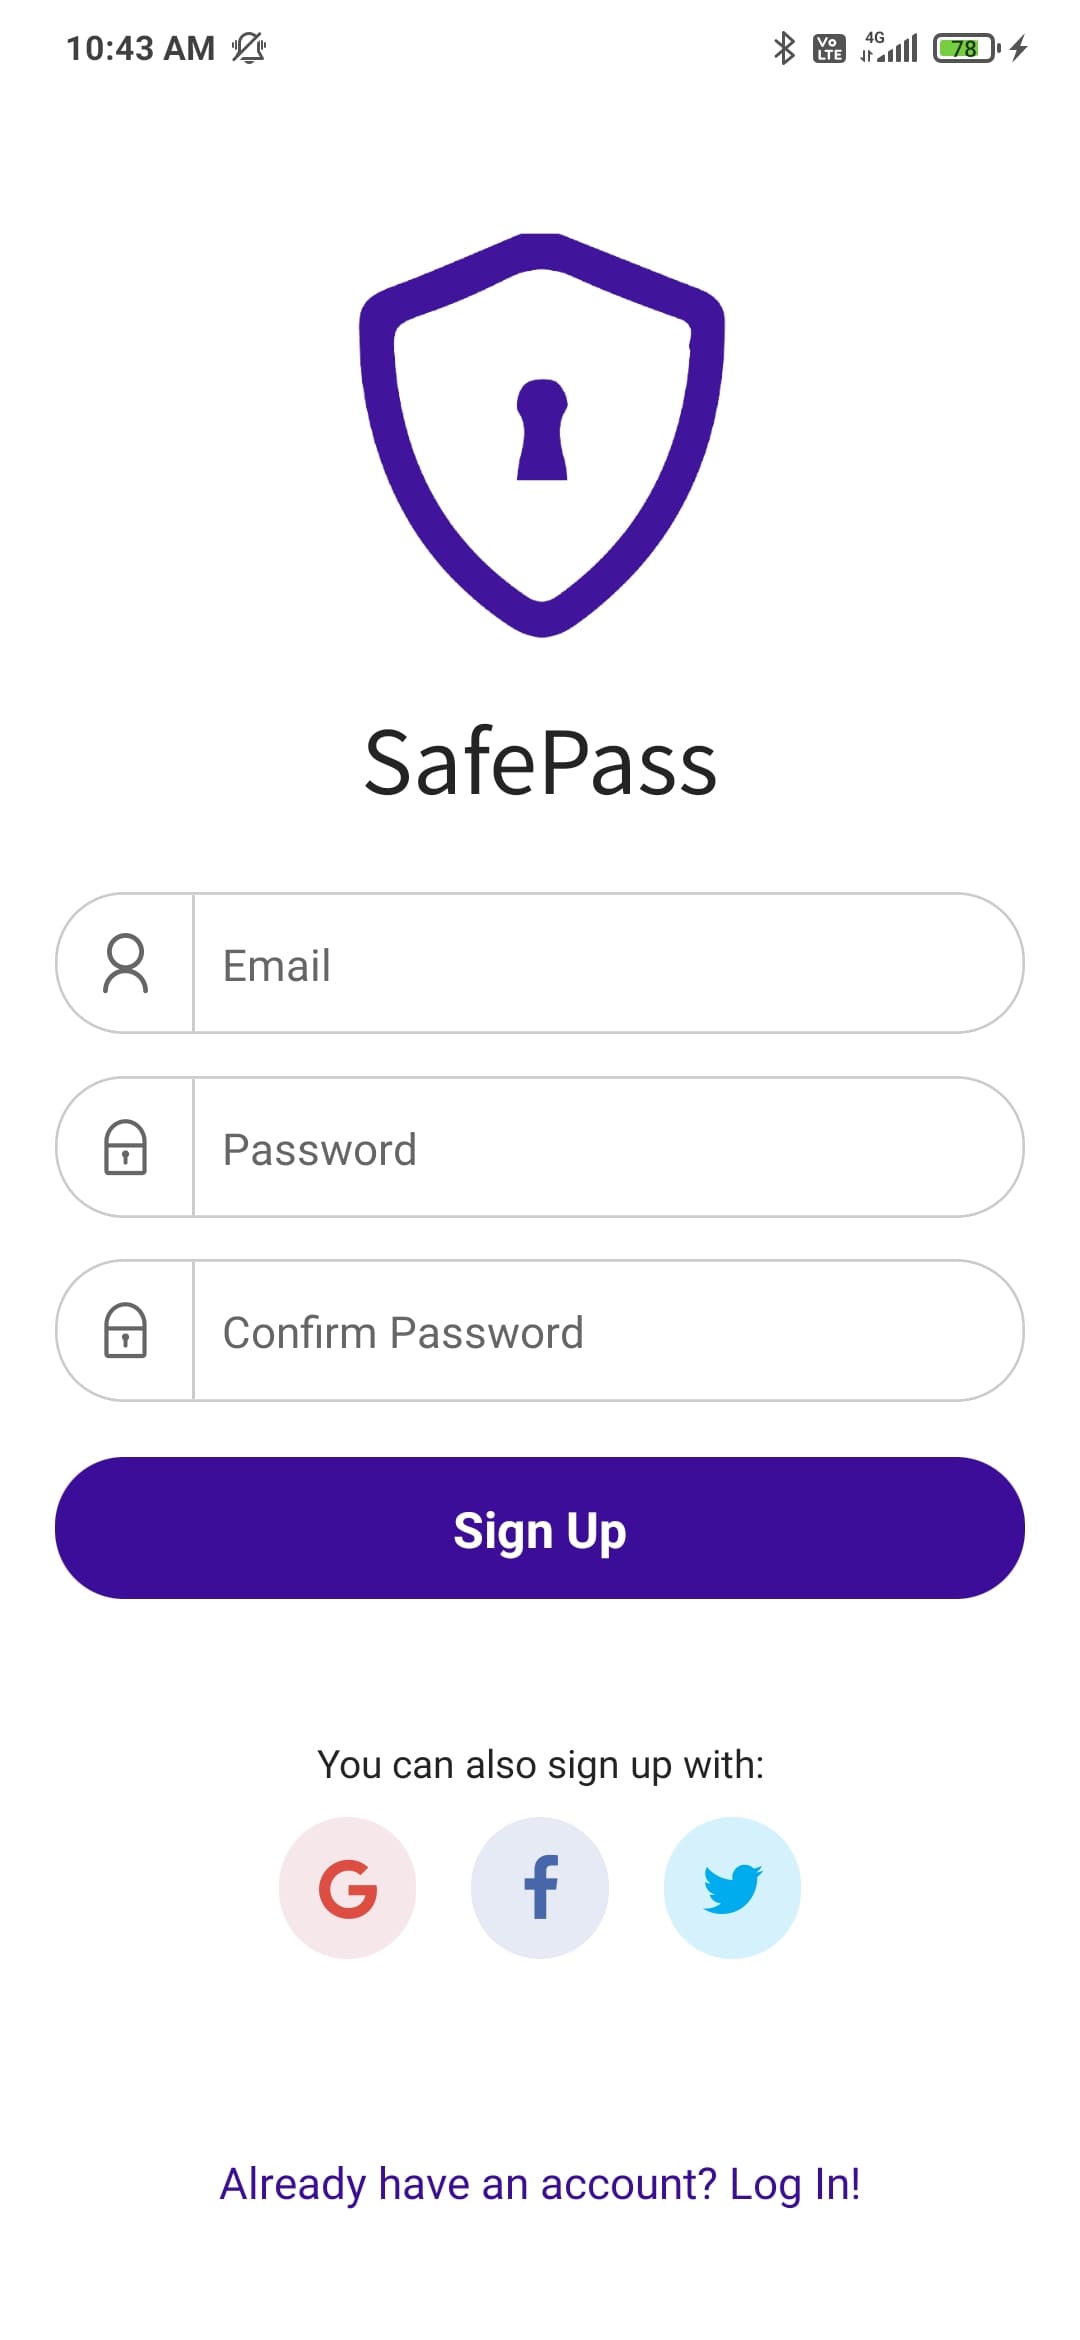 10:43 AM Vo LTE 4G 78
SafePass
Email
Password
Confirm Password
Sign Up
You can also sign up with:
G f
Already have an account? Log In!